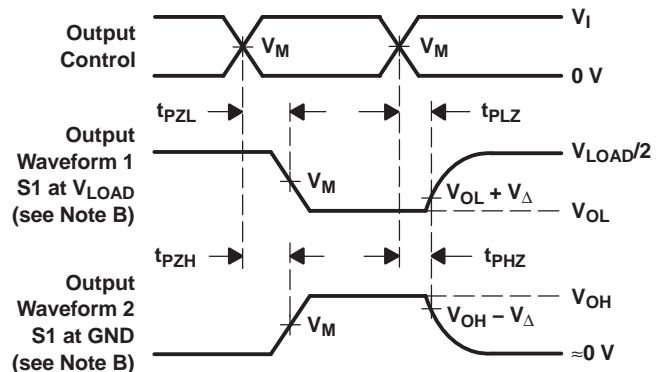 Output
Control
V_M
V_M
V_I
0 V
t_PZL
t_PLZ
Output
Waveform 1
S1 at V_LOAD
(see Note B)
V_M
V_OL + V_Δ
V_LOAD/2
V_OL
t_PZH
t_PHZ
Output
Waveform 2
S1 at GND
(see Note B)
V_M
V_OH − V_Δ
V_OH
≈0 V